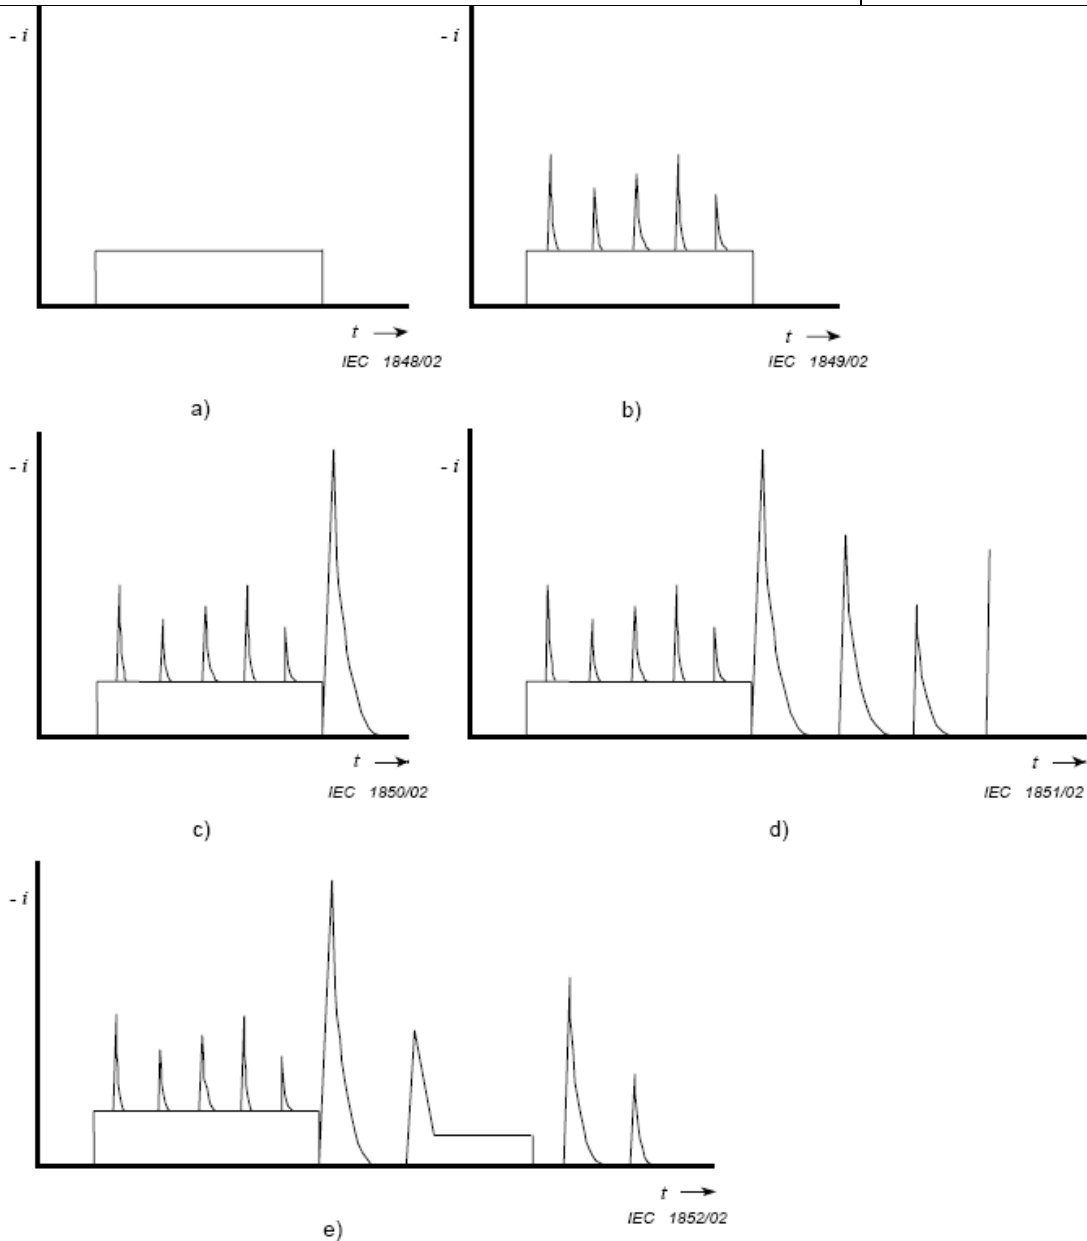 - i
- i
t
IEC 1848/02
t
IEC 1849/02
a)
b)
- i
- i
t
IEC 1850/02
t
IEC 1851/02
c)
d)
- i
t
IEC 1852/02
e)